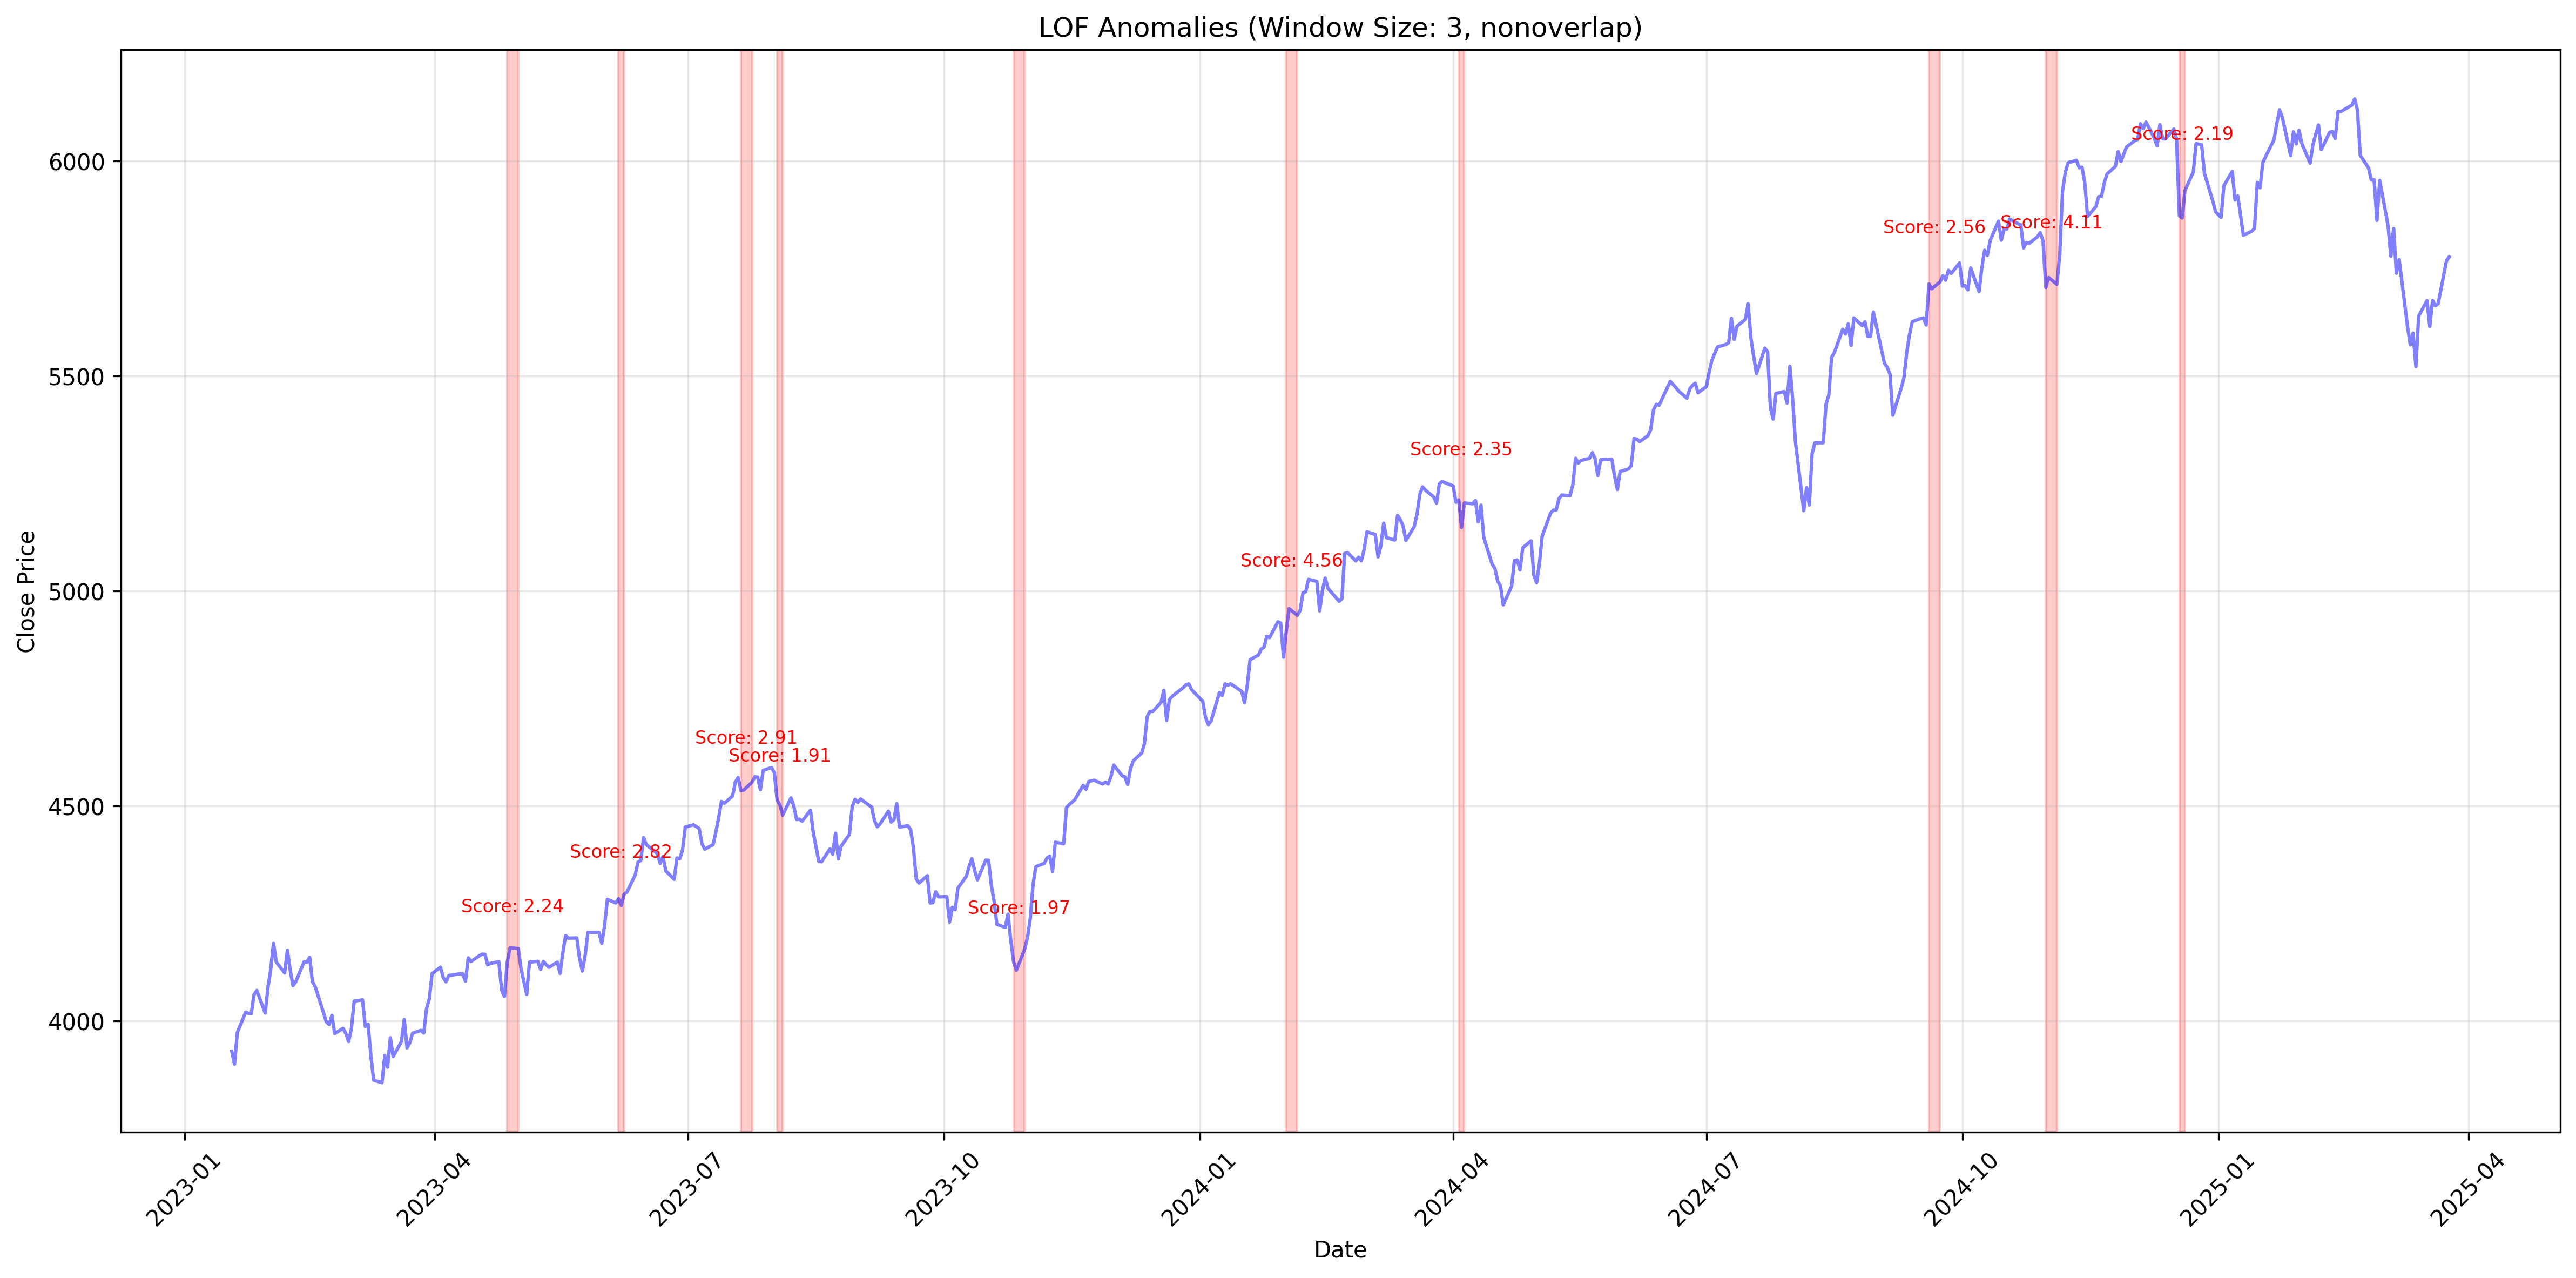 LOF Anomalies (Window Size: 3, nonoverlap)
Close Price
6000
5500
5000
4500
4000
Score: 2.24
Score: 2.82
Score: 2.91
Score: 1.91
Score: 1.97
Score: 4.56
Score: 2.35
Score: 2.56
Score: 4.11
Score: 2.19
2023-01
2023-04
2023-07
2023-10
2024-01
2024-04
2024-07
2024-10
2025-01
2025-04
Date